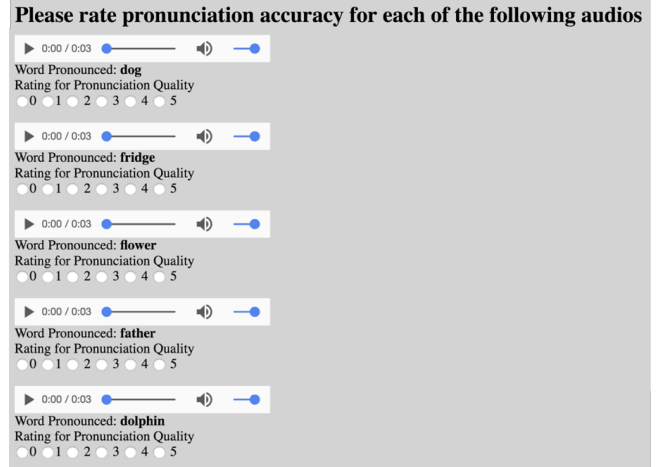 Please rate pronunciation accuracy for each of the following audios
0:00 / 0:03
Word Pronounced: dog
Rating for Pronunciation Quality
0 1 2 3 4 5
0:00 / 0:03
Word Pronounced: fridge
Rating for Pronunciation Quality
0 1 2 3 4 5
0:00 / 0:03
Word Pronounced: flower
Rating for Pronunciation Quality
0 1 2 3 4 5
0:00 / 0:03
Word Pronounced: father
Rating for Pronunciation Quality
0 1 2 3 4 5
0:00 / 0:03
Word Pronounced: dolphin
Rating for Pronunciation Quality
0 1 2 3 4 5